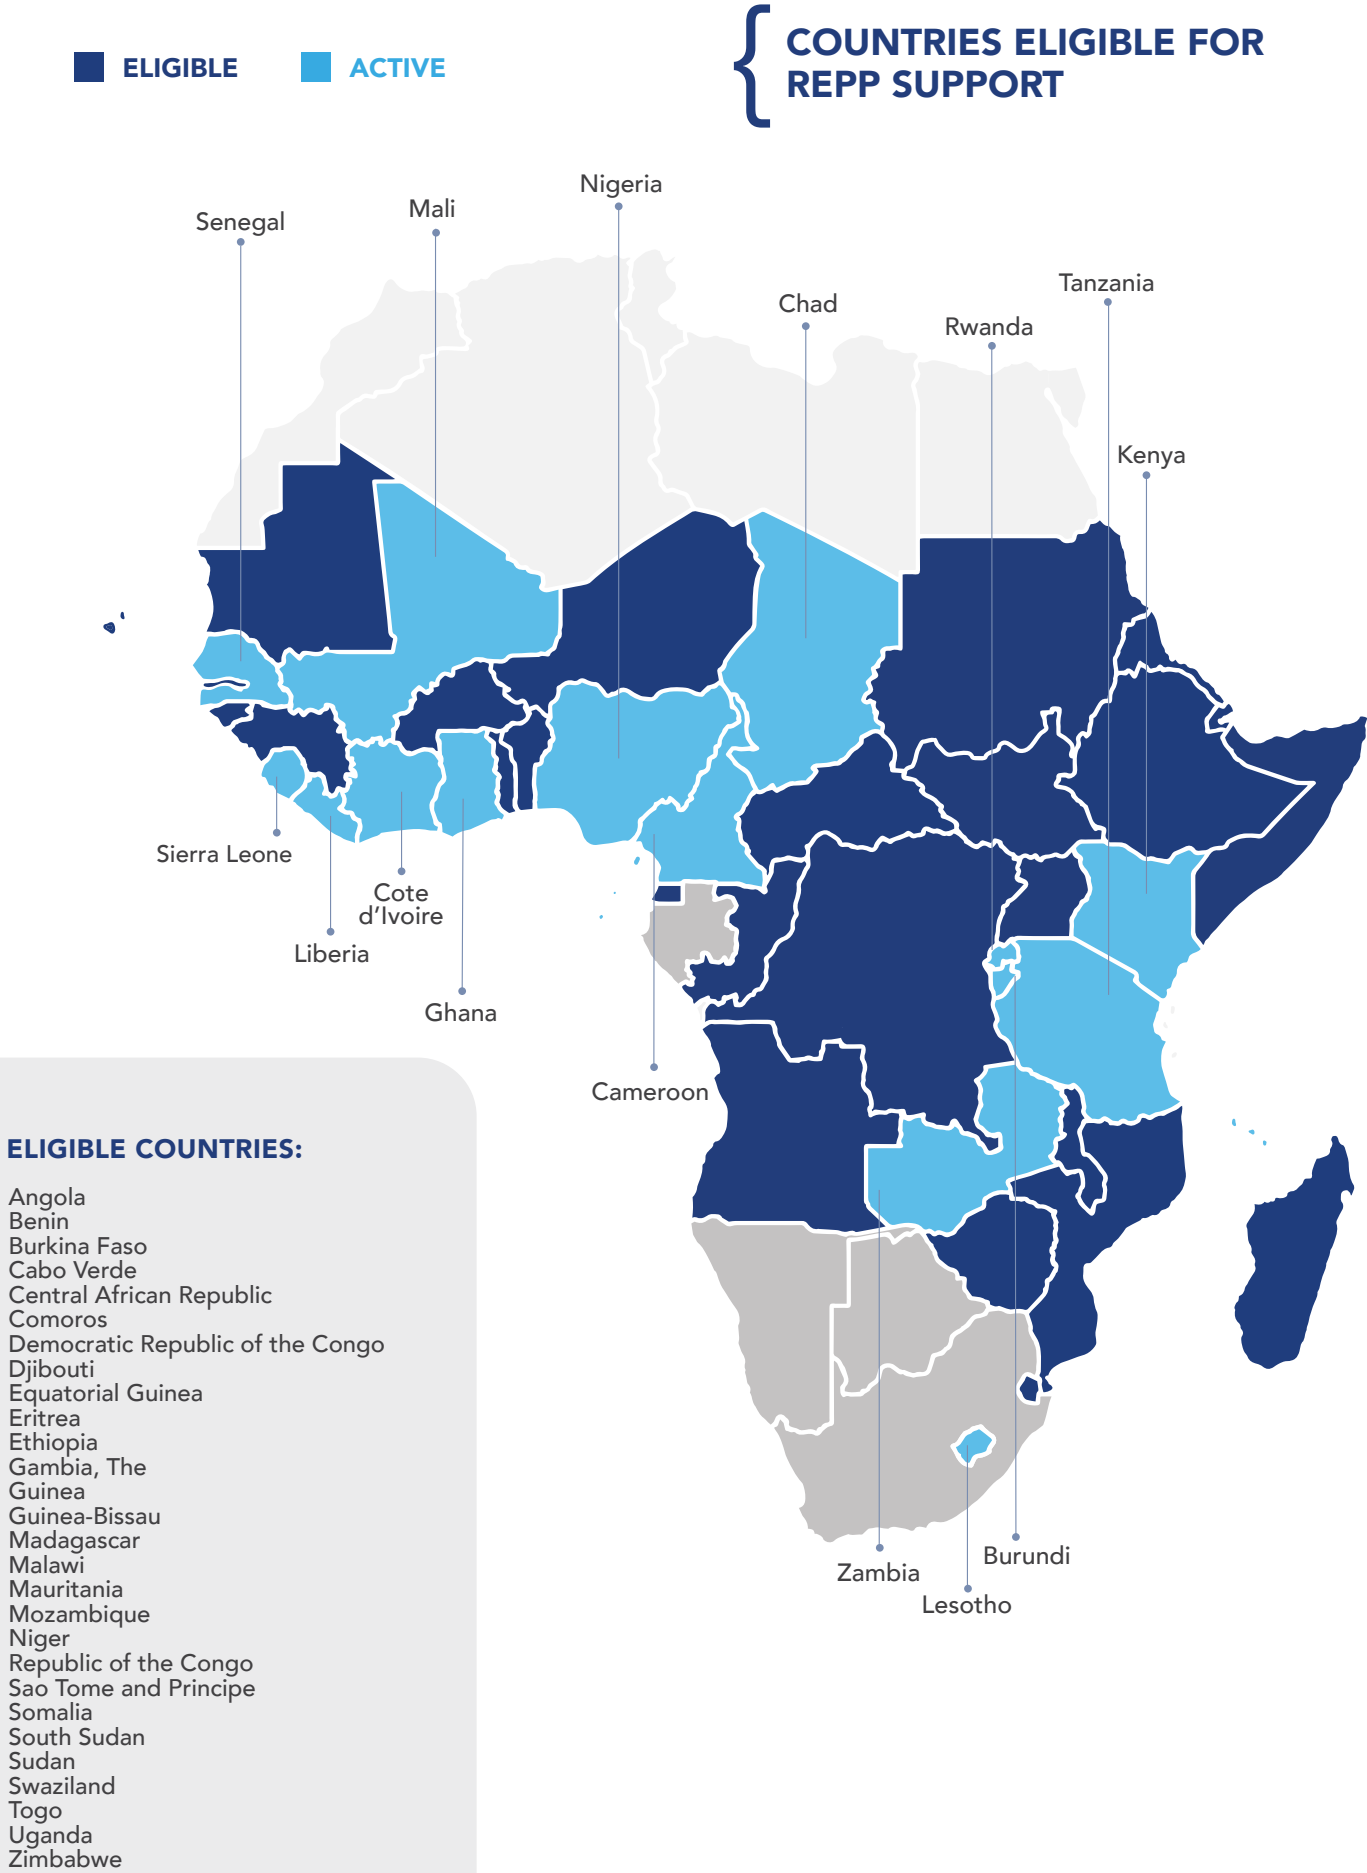 ELIGIBLE
ACTIVE
COUNTRIES ELIGIBLE FOR
REPP SUPPORT
Nigeria
Mali
Senegal
Tanzania
Chad
Rwanda
Kenya
Sierra Leone
Cote
d'Ivoire
Liberia
Ghana
Cameroon
Burundi
Zambia
Lesotho
ELIGIBLE COUNTRIES:
Angola
Benin
Burkina Faso
Cabo Verde
Central African Republic
Comoros
Democratic Republic of the Congo
Djibouti
Equatorial Guinea
Eritrea
Ethiopia
Gambia, The
Guinea
Guinea-Bissau
Madagascar
Malawi
Mauritania
Mozambique
Niger
Republic of the Congo
Sao Tome and Principe
Somalia
South Sudan
Sudan
Swaziland
Togo
Uganda
Zimbabwe